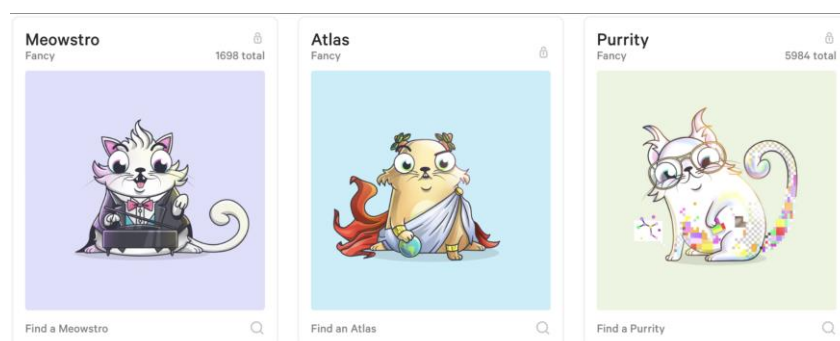 Meowstro
Fancy 1698 total
Find a Meowstro
Atlas
Fancy
Find an Atlas
Purrity
Fancy 5984 total
Find a Purrity